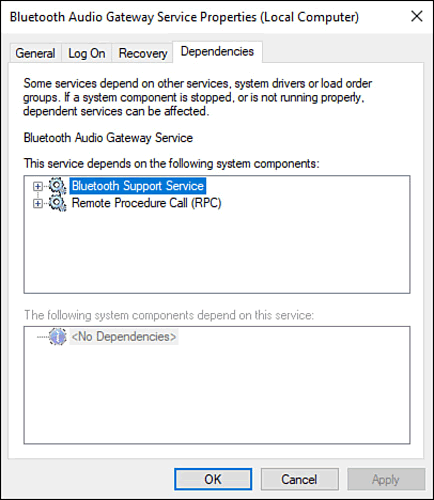 Bluetooth Audio Gateway Service Properties (Local Computer)
General Log On Recovery Dependencies
Some services depend on other services, system drivers or load order
groups. If a system component is stopped, or is not running properly,
dependent services can be affected.
Bluetooth Audio Gateway Service
This service depends on the following system components:
Bluetooth Support Service
Remote Procedure Call (RPC)
The following system components depend on this service:
<No Dependencies>
OK Cancel Apply